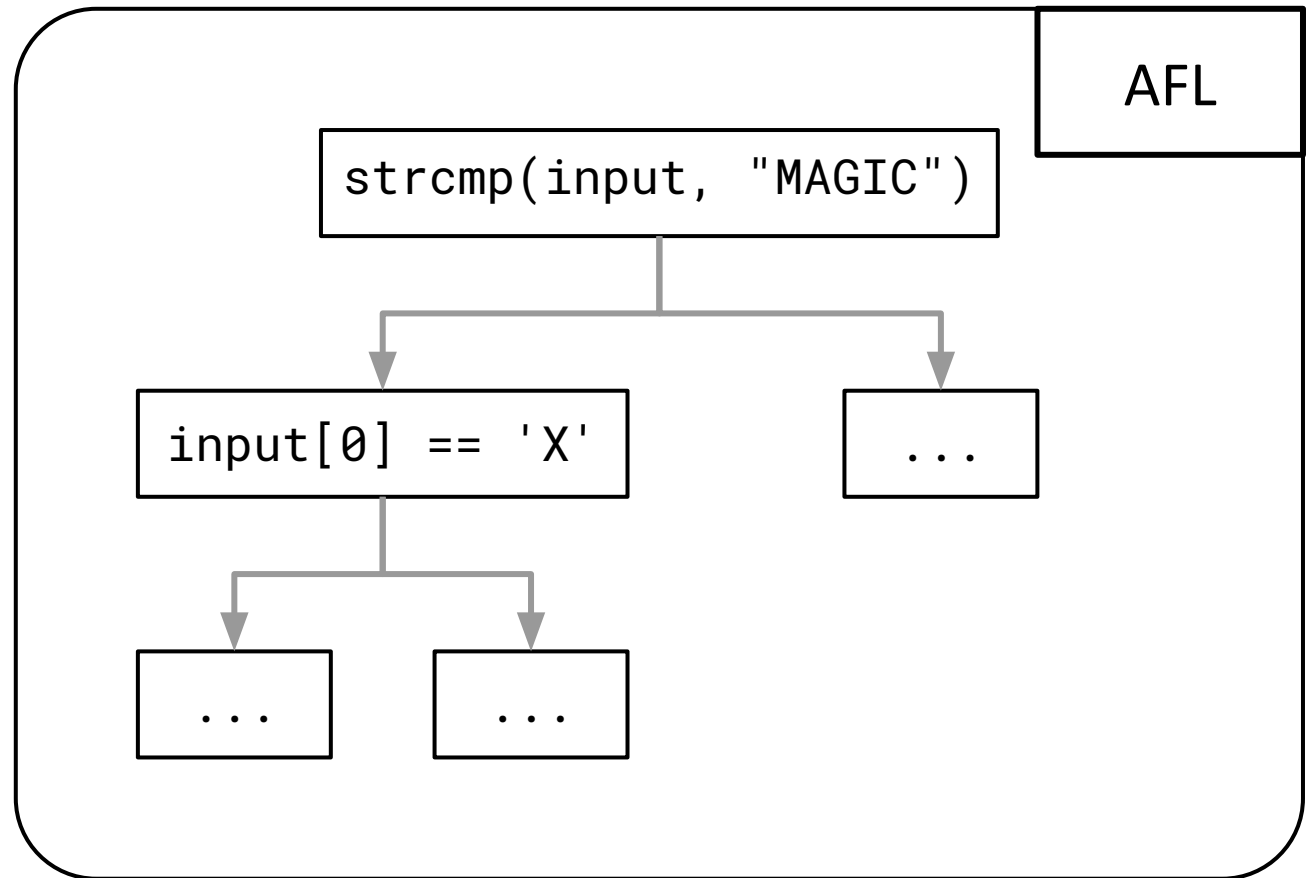 AFL
strcmp(input, "MAGIC")
input[0] == 'X'
...
...
...